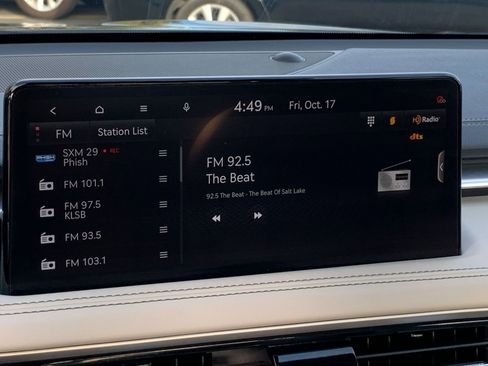 4:49 PM
Fri, Oct. 17
FM
Station List
HD Radio
dts
SXM 29 REC
Phish
FM 101.1
FM 97.5
KLSB
FM 93.5
FM 103.1
FM 92.5
The Beat
92.5 The Beat - The Beat Of Salt Lake